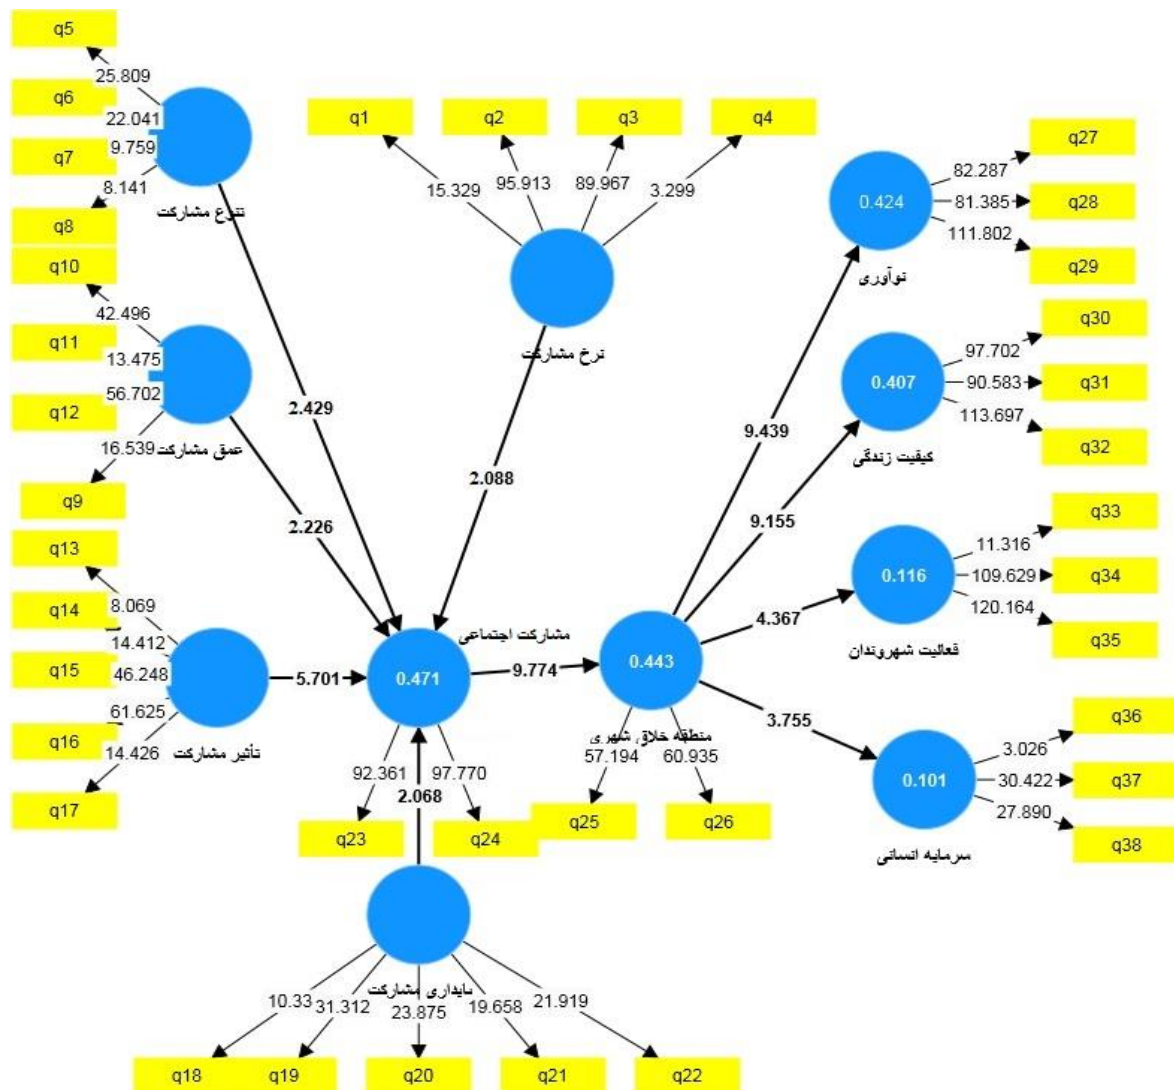 q5
25.809
q6
22.041
q7
9.759
8.141
q8
تنوع مشارکت
q10
42.496
q11
13.475
56.702
q12
16.539
عمق مشارکت
q9
q13
8.069
q14
14.412
q15
46.248
61.625
q16
14.426
تأثیر مشارکت
q17
q1
q2
q3
q4
15.329
95.913
89.967
3.299
نرخ مشارکت
2.429
2.088
2.226
5.701
مشارکت اجتماعی
0.471
9.774
92.361
97.770
2.068
q23
q24
پایداری مشارکت
10.33
31.312
23.875
19.658
21.919
q18
q19
q20
q21
q22
0.443
منطقه خلاق شهری
57.194
60.935
q25
q26
9.439
9.155
4.367
3.755
0.424
نوآوری
82.287
81.385
111.802
q27
q28
q29
0.407
کیفیت زندگی
97.702
90.583
113.697
q30
q31
q32
0.116
فعالیت شهروندان
11.316
109.629
120.164
q33
q34
q35
0.101
سرمایه انسانی
3.026
30.422
27.890
q36
q37
q38